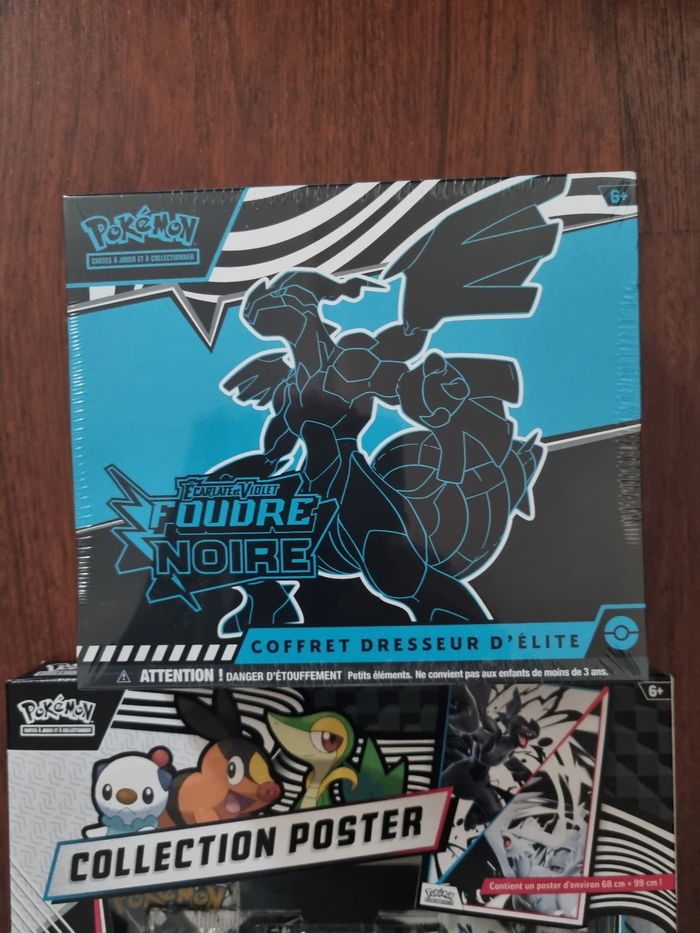 POKÉMON
CARTES À JOUER ET À COLLECTIONNER
6+
ÉCARLATE ET VIOLET
FOUDRE
NOIRE
COFFRET DRESSEUR D'ÉLITE
ATTENTION ! DANGER D'ÉTOUFFEMENT Petits éléments. Ne convient pas aux enfants de moins de 3 ans.
POKÉMON
CARTES À JOUER ET À COLLECTIONNER
6+
COLLECTION POSTER
Contient un poster d'environ 68 cm × 99 cm !
POKÉMON
POKÉMON